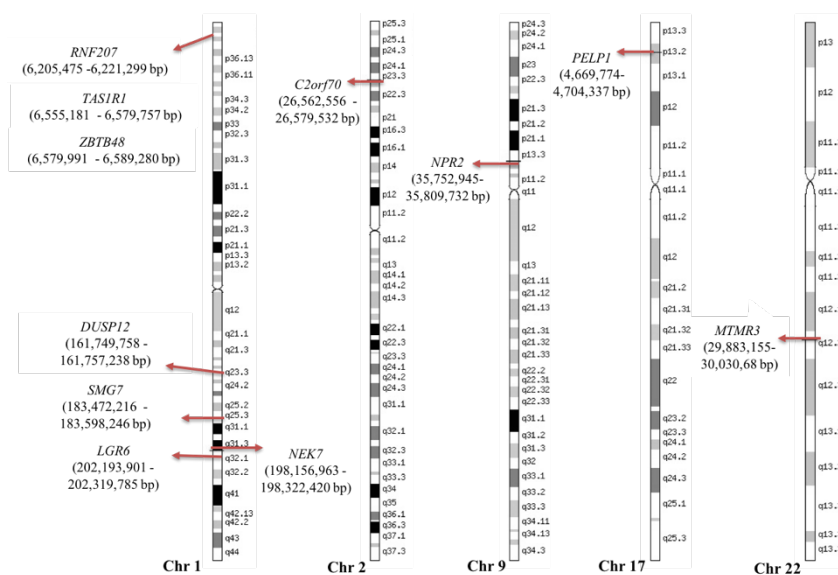 RNF207
(6,205,475 -6,221,299 bp)
TAS1R1
(6,555,181 - 6,579,757 bp)
ZBTB48
(6,579,991 - 6,589,280 bp)
DUSP12
(161,749,758 -
161,757,238 bp)
SMG7
(183,472,216 -
183,598,246 bp)
LGR6
(202,193,901 -
202,319,785 bp)
p36.13
p36.11
p34.3
p34.2
p33
p32.3
p31.3
p31.1
p22.2
p21.3
p21.1
p13.3
p13.2
q12
q21.1
q21.3
q23.3
q24.2
q25.2
q25.3
q31.1
q31.3
q32.1
q32.2
q41
q42.13
q42.2
q43
q44
Chr 1
NEK7
(198,156,963 -
198,322,420 bp)
C2orf70
(26,562,556 -
26,579,532 bp)
p25.3
p25.1
p24.3
p24.1
p23.3
p22.3
p21
p16.3
p16.1
p14
p12
p11.2
q11.2
q13
q14.1
q14.2
q14.3
q22.1
q22.3
q23.3
q24.1
q24.2
q24.3
q31.1
q32.1
q32.3
q33.1
q33.3
q34
q35
q36.1
q36.3
q37.1
q37.3
Chr 2
NPR2
(35,752,945-
35,809,732 bp)
p24.3
p24.2
p24.1
p23
p22.3
p21.3
p21.2
p21.1
p13.3
p11.2
q11
q12
q13
q21.11
q21.12
q21.13
q21.31
q21.32
q21.33
q22.2
q22.31
q22.32
q22.33
q31.1
q31.2
q31.3
q32
q33.1
q33.2
q33.3
q34.11
q34.13
q34.3
Chr 9
PELP1
(4,669,774-
4,704,337 bp)
p13.3
p13.2
p13.1
p12
p11.2
p11.1
q11.1
q11.2
q12
q21.2
q21.31
q21.32
q21.33
q22
q23.2
q23.3
q24.1
q24.2
q24.3
q25.1
q25.3
Chr 17
MTMR3
(29,883,155-
30,030,68 bp)
p13
p12
p11.
p11.
q11.
q11.
q11.
q12.
q12.
q13.
q13.
q13.
q13.
Chr 22